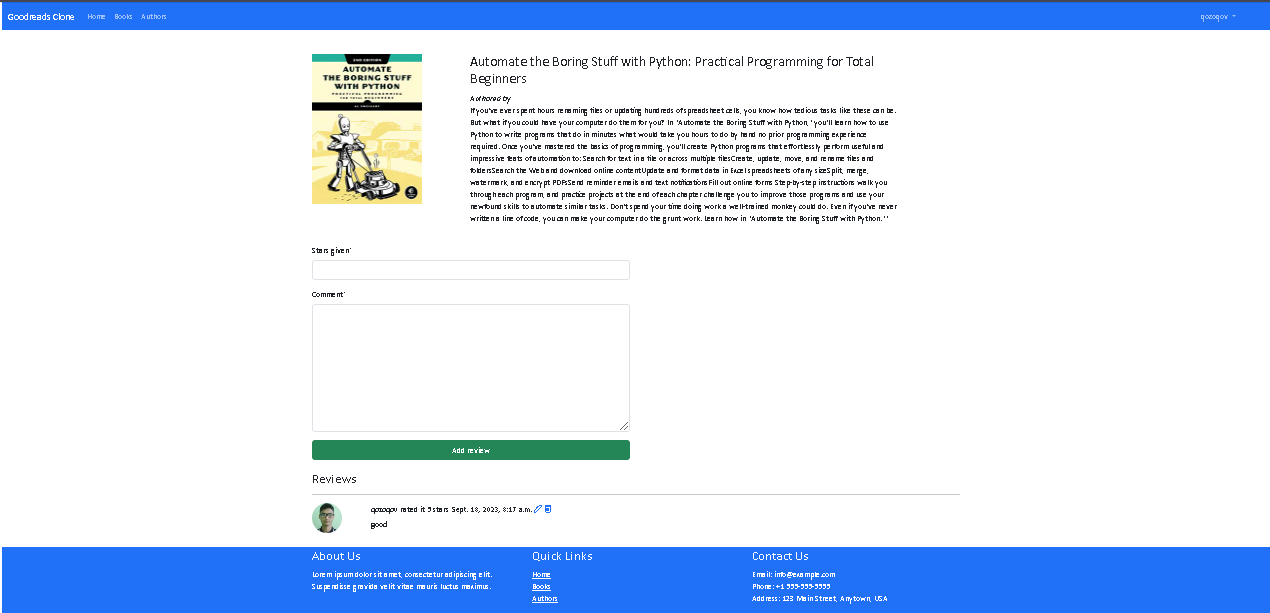 Goodreads Clone Home Books Authors qozoqov
2ND EDITION
AUTOMATE
THE BORING STUFF
WITH PYTHON
PRACTICAL PROGRAMMING
FOR TOTAL BEGINNERS
AL SWEIGART
Automate the Boring Stuff with Python: Practical Programming for Total
Beginners
Authored by
If you've ever spent hours renaming files or updating hundreds of spreadsheet cells, you know how tedious tasks like these can be.
But what if you could have your computer do them for you? In "Automate the Boring Stuff with Python," you'll learn how to use
Python to write programs that do in minutes what would take you hours to do by hand no prior programming experience
required. Once you've mastered the basics of programming, you'll create Python programs that effortlessly perform useful and
impressive feats of automation to: Search for text in a file or across multiple filesCreate, update, move, and rename files and
foldersSearch the Web and download online contentUpdate and format data in Excel spreadsheets of any sizeSplit, merge,
watermark, and encrypt PDFsSend reminder emails and text notificationsFill out online forms Step-by-step instructions walk you
through each program, and practice projects at the end of each chapter challenge you to improve those programs and use your
newfound skills to automate similar tasks. Don't spend your time doing work a well-trained monkey could do. Even if you've never
written a line of code, you can make your computer do the grunt work. Learn how in "Automate the Boring Stuff with Python.""
Stars given*
Comment*
Add review
Reviews
qozoqov rated it 5 stars Sept. 18, 2023, 8:17 a.m.
good
About Us
Lorem ipsum dolor sit amet, consectetur adipiscing elit.
Suspendisse gravida velit vitae mauris luctus maximus.
Quick Links
Home
Books
Authors
Contact Us
Email: info@example.com
Phone: +1 555-555-5555
Address: 123 Main Street, Anytown, USA